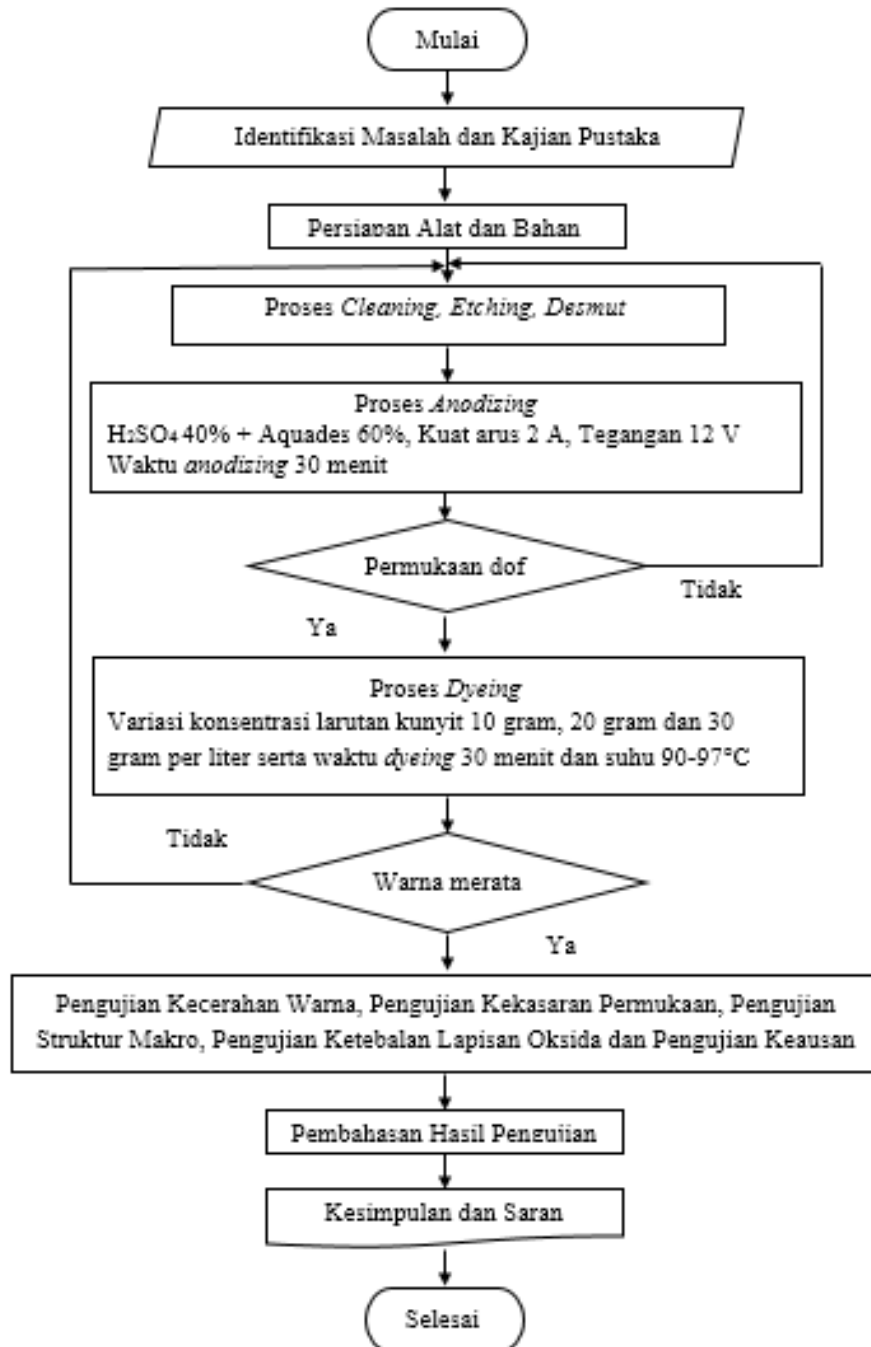 Mulai
Identifikasi Masalah dan Kajian Pustaka
Persiapan Alat dan Bahan
Proses Cleaning, Etching, Desmut
Proses Anodizing
H₂SO₄ 40% + Aquades 60%, Kuat arus 2 A, Tegangan 12 V
Waktu anodizing 30 menit
Permukaan dof
Tidak
Ya
Proses Dyeing
Variasi konsentrasi larutan kunyit 10 gram, 20 gram dan 30
gram per liter serta waktu dyeing 30 menit dan suhu 90-97°C
Tidak
Warna merata
Ya
Pengujian Kecerahan Warna, Pengujian Kekasaran Permukaan, Pengujian
Struktur Makro, Pengujian Ketebalan Lapisan Oksida dan Pengujian Keausan
Pembahasan Hasil Pengujian
Kesimpulan dan Saran
Selesai